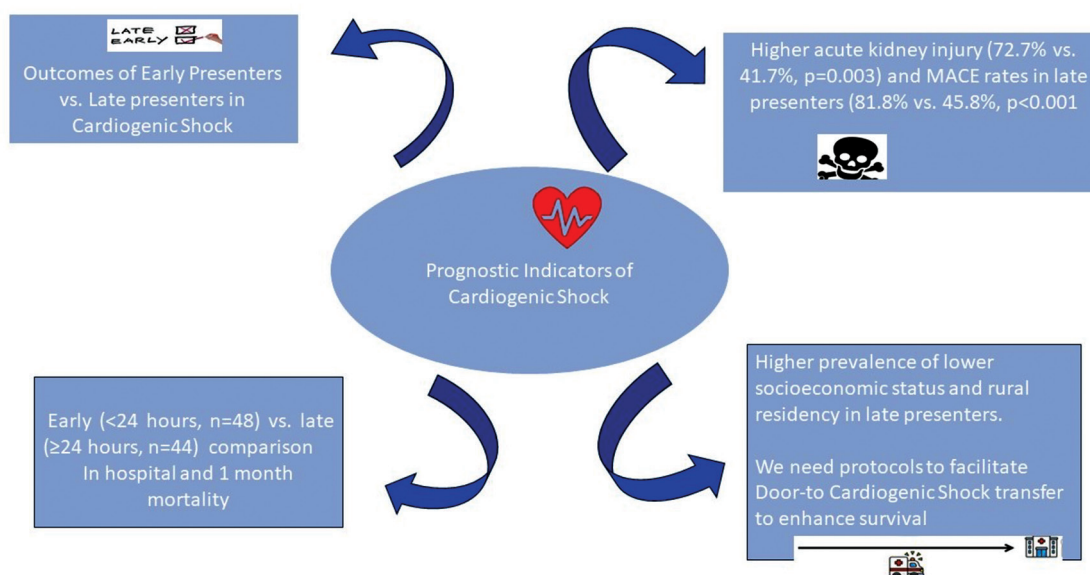 LATE
EARLY
Outcomes of Early Presenters
vs. Late presenters in
Cardiogenic Shock
Higher acute kidney injury (72.7% vs.
41.7%, p=0.003) and MACE rates in late
presenters (81.8% vs. 45.8%, p<0.001
Prognostic Indicators of
Cardiogenic Shock
Early (<24 hours, n=48) vs. late
(≥24 hours, n=44) comparison
In hospital and 1 month
mortality
Higher prevalence of lower
socioeconomic status and rural
residency in late presenters.
We need protocols to facilitate
Door-to Cardiogenic Shock transfer
to enhance survival